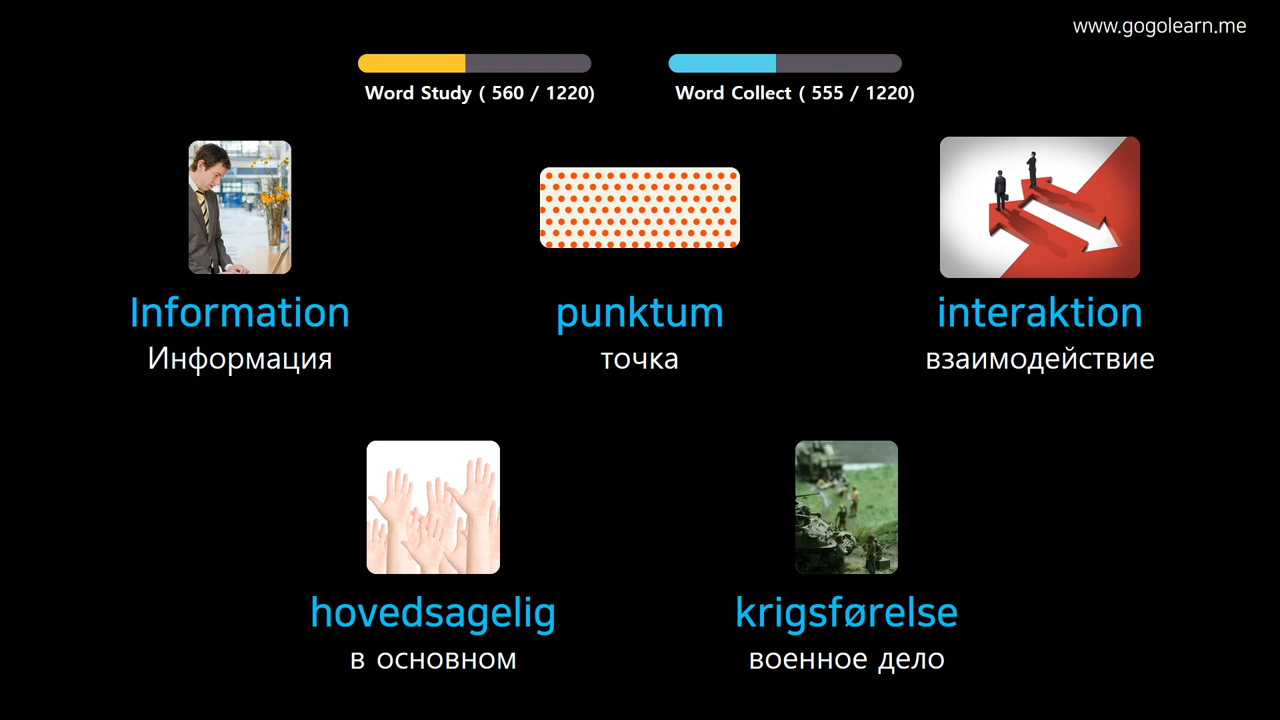 www.gogolearn.me
Word Study ( 560 / 1220)
Word Collect ( 555 / 1220)
Information
punktum
interaktion
Информация
точка
взаимодействие
hovedsagelig
krigsførelse
в основном
военное дело